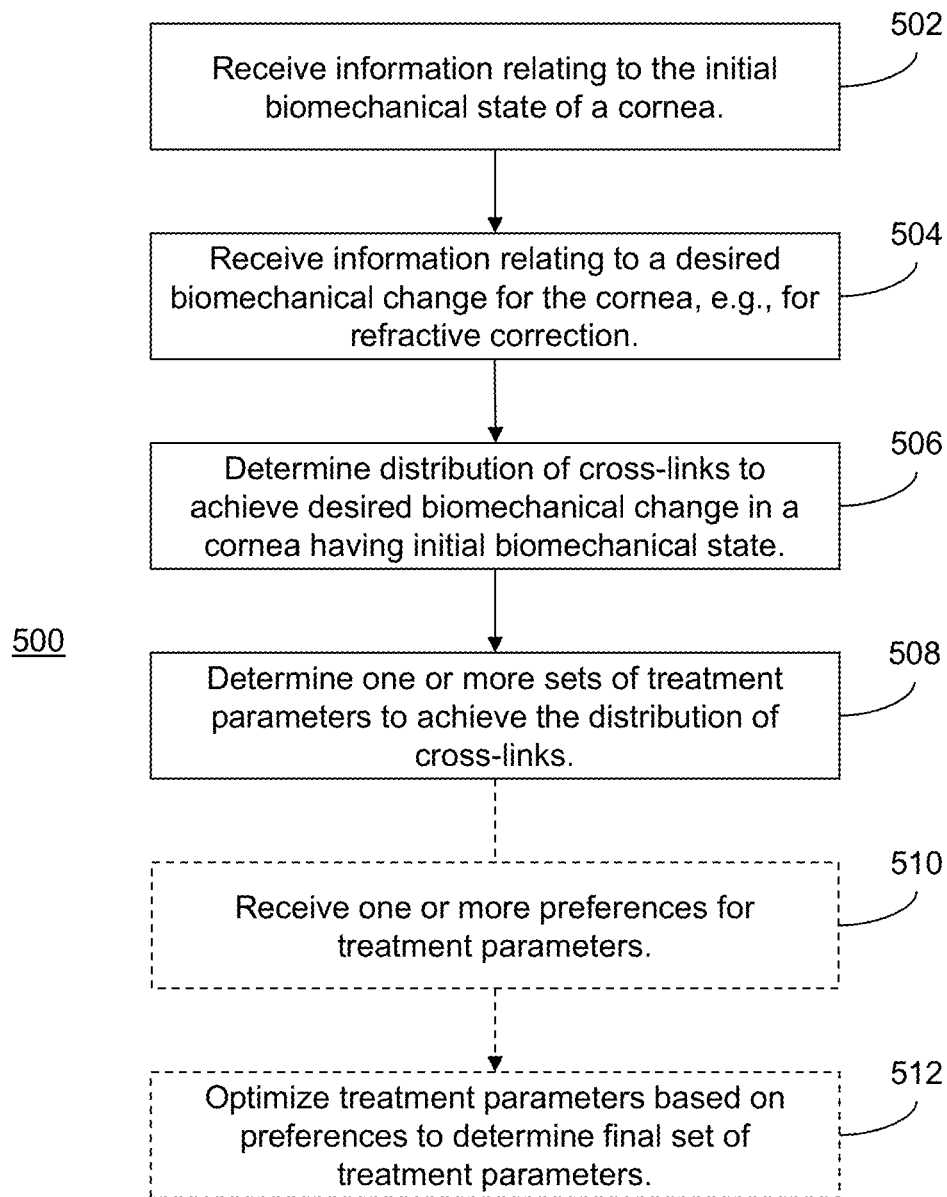 502
Receive information relating to the initial
biomechanical state of a cornea.
504
Receive information relating to a desired
biomechanical change for the cornea, e.g., for
refractive correction.
506
Determine distribution of cross-links to
achieve desired biomechanical change in a
cornea having initial biomechanical state.
500
508
Determine one or more sets of treatment
parameters to achieve the distribution of
cross-links.
510
Receive one or more preferences for
treatment parameters.
512
Optimize treatment parameters based on
preferences to determine final set of
treatment parameters.